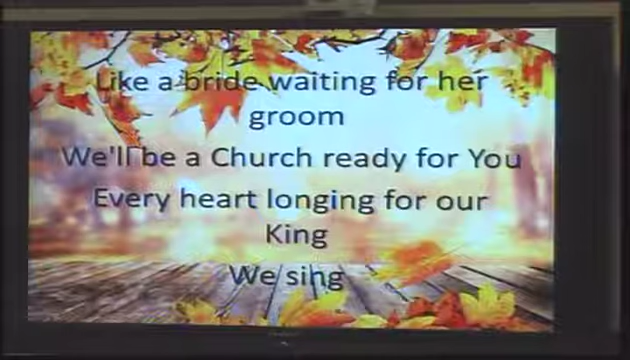 Like a bride waiting for her
groom
We'll be a Church ready for You
Every heart longing for our
King
We sing